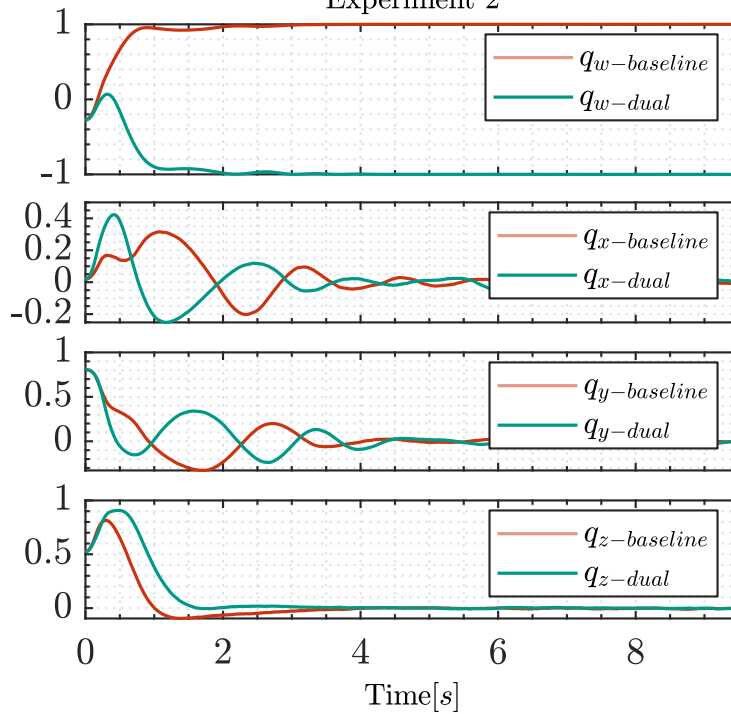 Experiment 2
1
0
-1
q_{w-baseline}
q_{w-dual}
0.4
0.2
0
-0.2
q_{x-baseline}
q_{x-dual}
1
0.5
0
q_{y-baseline}
q_{y-dual}
1
0.5
0
q_{z-baseline}
q_{z-dual}
0 2 4 6 8
Time[s]